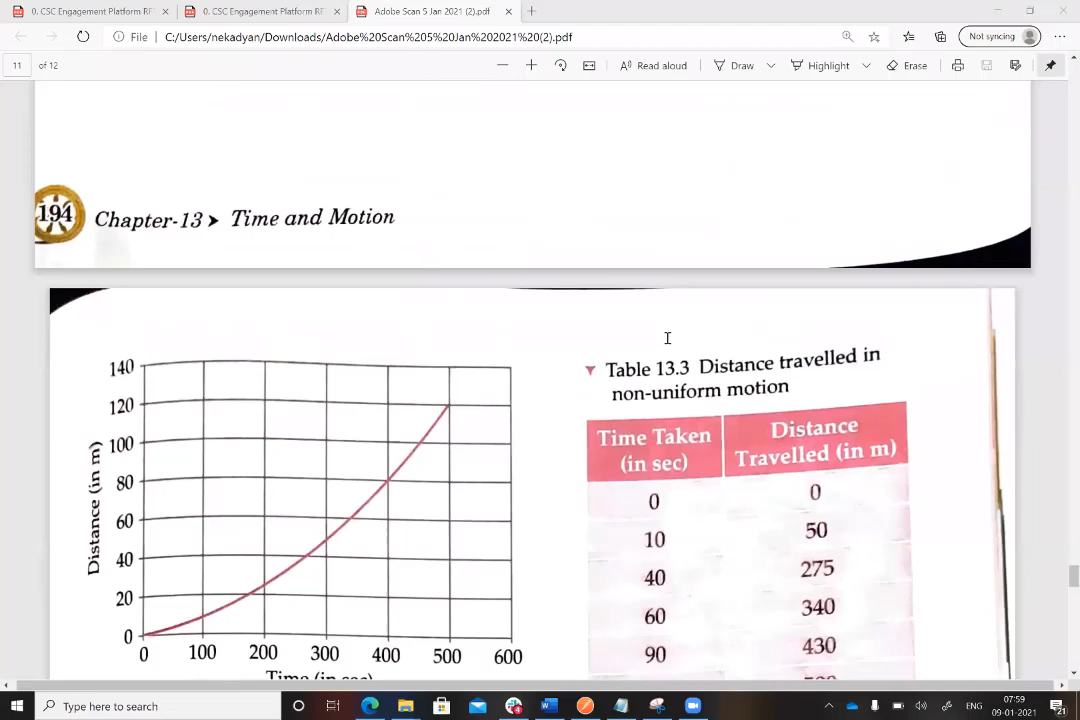 0. CSC Engagement Platform RF
0. CSC Engagement Platform RF
Adobe Scan 5 Jan 2021 (2).pdf
File
C:/Users/nekadyan/Downloads/Adobe%20Scan%205%20Jan%202021%20(2).pdf
Not syncing
11 of 12
Read aloud
Draw
Highlight
Erase
194
Chapter-13 > Time and Motion
140
120
100
80
60
40
20
0
Distance (in m)
0 100 200 300 400 500 600
Time (in sec)
Table 13.3 Distance travelled in
non-uniform motion
Time Taken
(in sec)
Distance
Travelled (in m)
0 0
10 50
40 275
60 340
90 430
Type here to search
ENG
07:59
09-01-2021
21